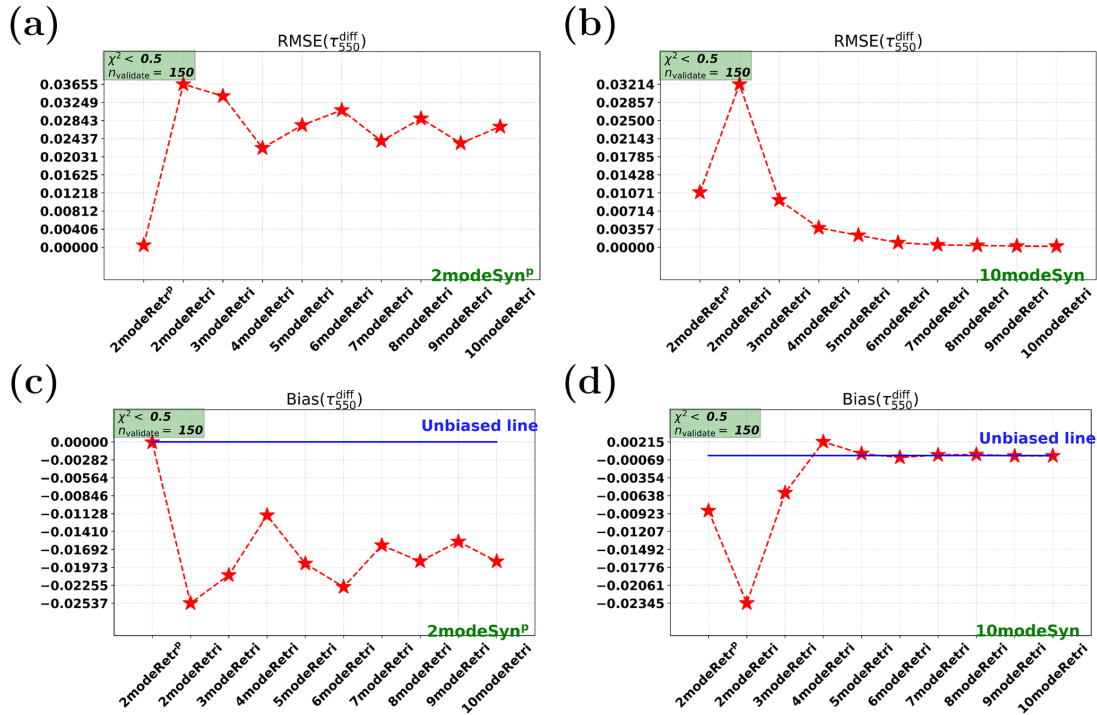 (a)
RMSE(τ₅₅₀ᵈⁱᶠᶠ)
χ² < 0.5
n_validate = 150
0.03655
0.03249
0.02843
0.02437
0.02031
0.01625
0.01218
0.00812
0.00406
0.00000
2modeSynᵖ
2modeRetrᵖ
2modeRetri
3modeRetri
4modeRetri
5modeRetri
6modeRetri
7modeRetri
8modeRetri
9modeRetri
10modeRetri
(b)
RMSE(τ₅₅₀ᵈⁱᶠᶠ)
χ² < 0.5
n_validate = 150
0.03214
0.02857
0.02500
0.02143
0.01785
0.01428
0.01071
0.00714
0.00357
0.00000
10modeSyn
2modeRetrᵖ
2modeRetri
3modeRetri
4modeRetri
5modeRetri
6modeRetri
7modeRetri
8modeRetri
9modeRetri
10modeRetri
(c)
Bias(τ₅₅₀ᵈⁱᶠᶠ)
χ² < 0.5
n_validate = 150
Unbiased line
0.00000
−0.00282
−0.00564
−0.00846
−0.01128
−0.01410
−0.01692
−0.01973
−0.02255
−0.02537
2modeSynᵖ
2modeRetrᵖ
2modeRetri
3modeRetri
4modeRetri
5modeRetri
6modeRetri
7modeRetri
8modeRetri
9modeRetri
10modeRetri
(d)
Bias(τ₅₅₀ᵈⁱᶠᶠ)
χ² < 0.5
n_validate = 150
Unbiased line
0.00215
−0.00069
−0.00354
−0.00638
−0.00923
−0.01207
−0.01492
−0.01776
−0.02061
−0.02345
10modeSyn
2modeRetrᵖ
2modeRetri
3modeRetri
4modeRetri
5modeRetri
6modeRetri
7modeRetri
8modeRetri
9modeRetri
10modeRetri